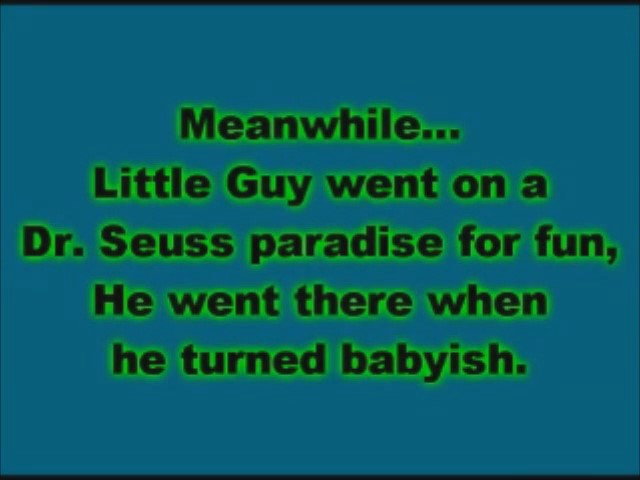 Meanwhile...
Little Guy went on a
Dr. Seuss paradise for fun,
He went there when
he turned babyish.